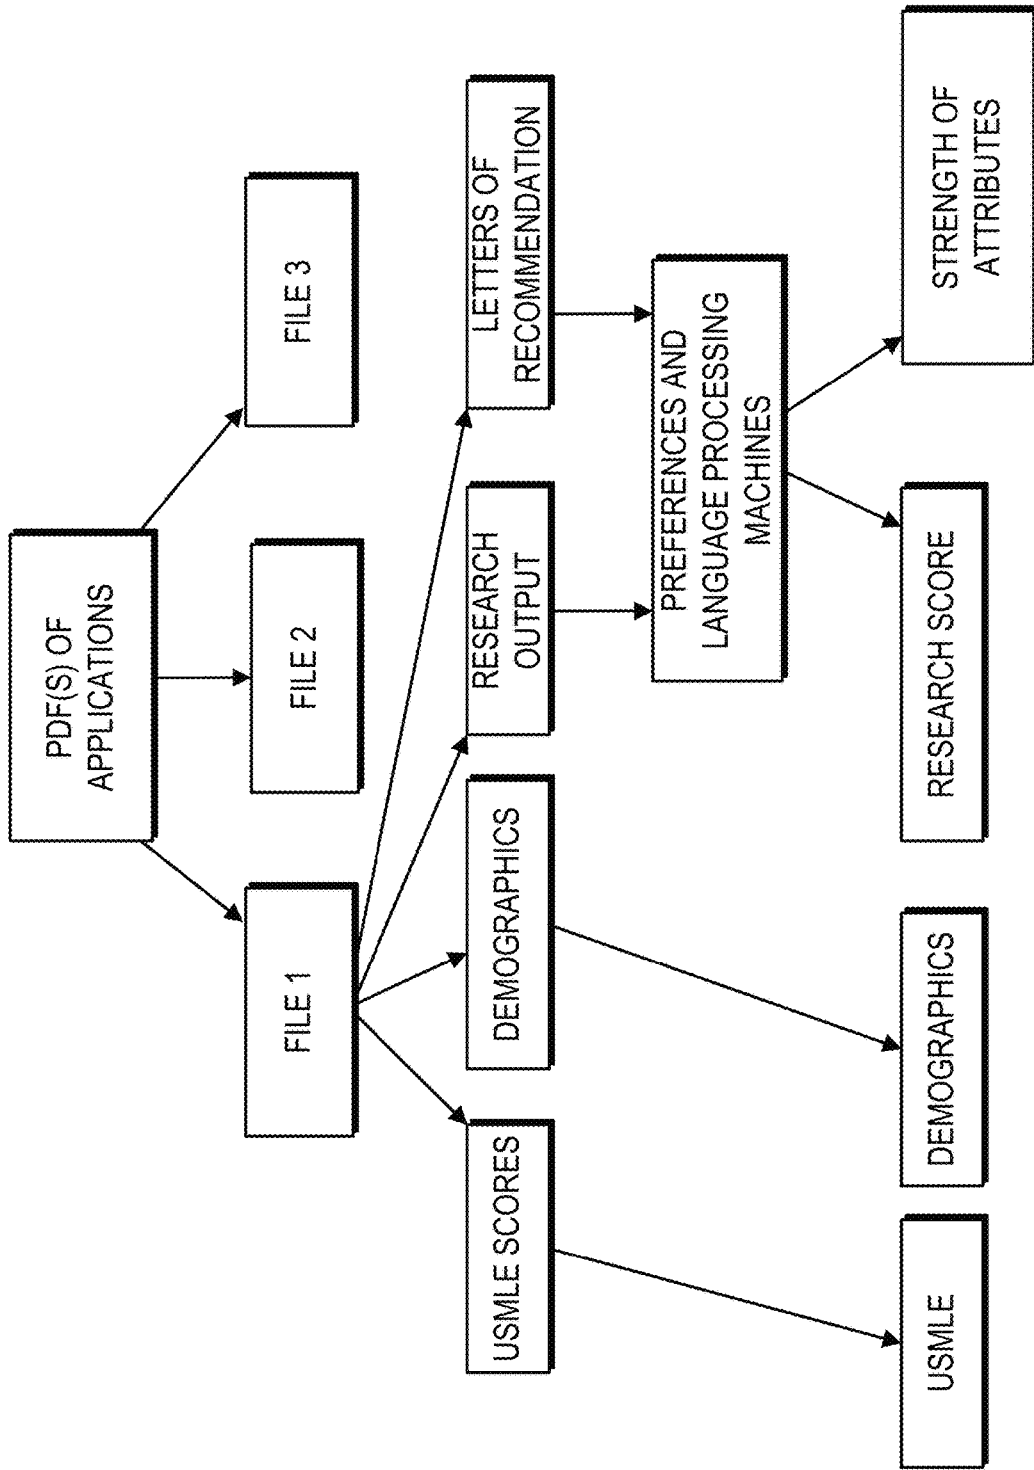 PDF(S) OF
APPLICATIONS
FILE 1
FILE 2
FILE 3
USMLE SCORES
DEMOGRAPHICS
RESEARCH
OUTPUT
LETTERS OF
RECOMMENDATION
PREFERENCES AND
LANGUAGE PROCESSING
MACHINES
USMLE
DEMOGRAPHICS
RESEARCH SCORE
STRENGTH OF
ATTRIBUTES